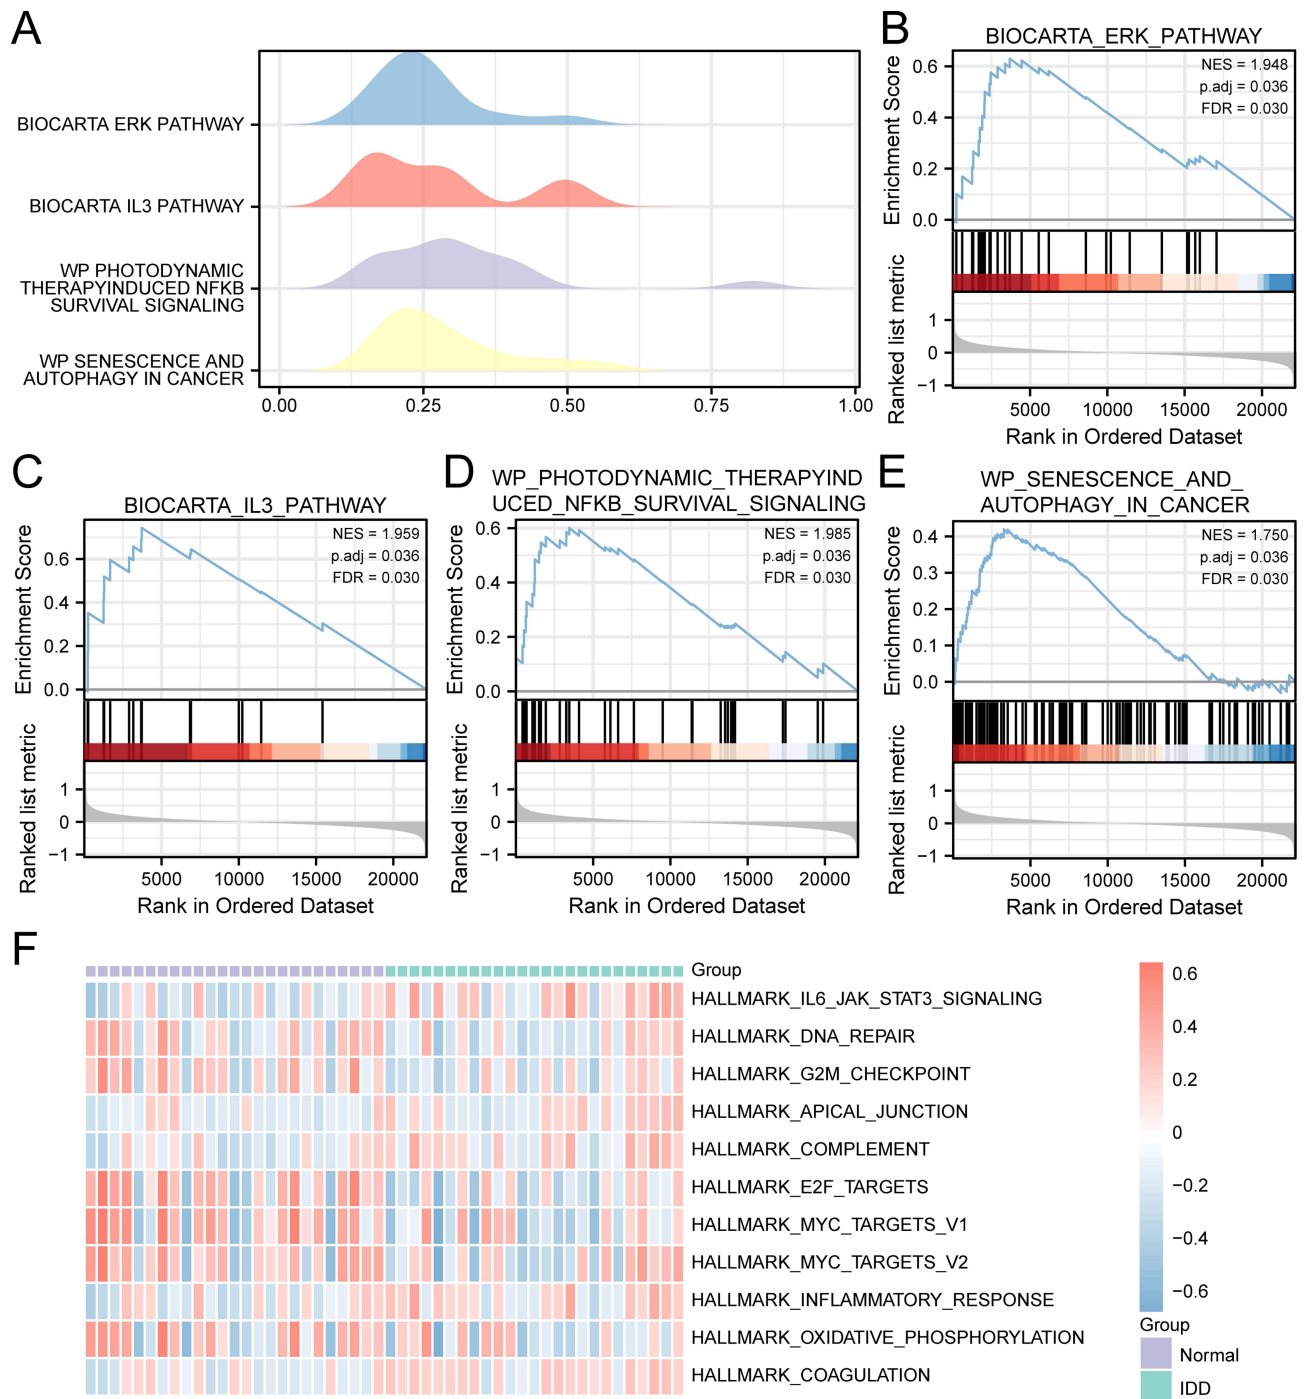 A
BIOCARTA ERK PATHWAY
BIOCARTA IL3 PATHWAY
WP PHOTODYNAMIC
THERAPYINDUCED NFKB
SURVIVAL SIGNALING
WP SENESCENCE AND
AUTOPHAGY IN CANCER
0.00 0.25 0.50 0.75 1.00
B
BIOCARTA_ERK_PATHWAY
NES = 1.948
p.adj = 0.036
FDR = 0.030
Enrichment Score
0.6
0.4
0.2
0.0
Ranked list metric
1
0
−1
5000 10000 15000 20000
Rank in Ordered Dataset
C
BIOCARTA_IL3_PATHWAY
NES = 1.959
p.adj = 0.036
FDR = 0.030
Enrichment Score
0.6
0.4
0.2
0.0
Ranked list metric
1
0
−1
5000 10000 15000 20000
Rank in Ordered Dataset
D
WP_PHOTODYNAMIC_THERAPYIND
UCED_NFKB_SURVIVAL_SIGNALING
NES = 1.985
p.adj = 0.036
FDR = 0.030
Enrichment Score
0.6
0.4
0.2
0.0
Ranked list metric
1
0
−1
5000 10000 15000 20000
Rank in Ordered Dataset
E
WP_SENESCENCE_AND_
AUTOPHAGY_IN_CANCER
NES = 1.750
p.adj = 0.036
FDR = 0.030
Enrichment Score
0.4
0.3
0.2
0.1
0.0
Ranked list metric
1
0
−1
5000 10000 15000 20000
Rank in Ordered Dataset
F
Group
HALLMARK_IL6_JAK_STAT3_SIGNALING
HALLMARK_DNA_REPAIR
HALLMARK_G2M_CHECKPOINT
HALLMARK_APICAL_JUNCTION
HALLMARK_COMPLEMENT
HALLMARK_E2F_TARGETS
HALLMARK_MYC_TARGETS_V1
HALLMARK_MYC_TARGETS_V2
HALLMARK_INFLAMMATORY_RESPONSE
HALLMARK_OXIDATIVE_PHOSPHORYLATION
HALLMARK_COAGULATION
0.6
0.4
0.2
0
−0.2
−0.4
−0.6
Group
Normal
IDD